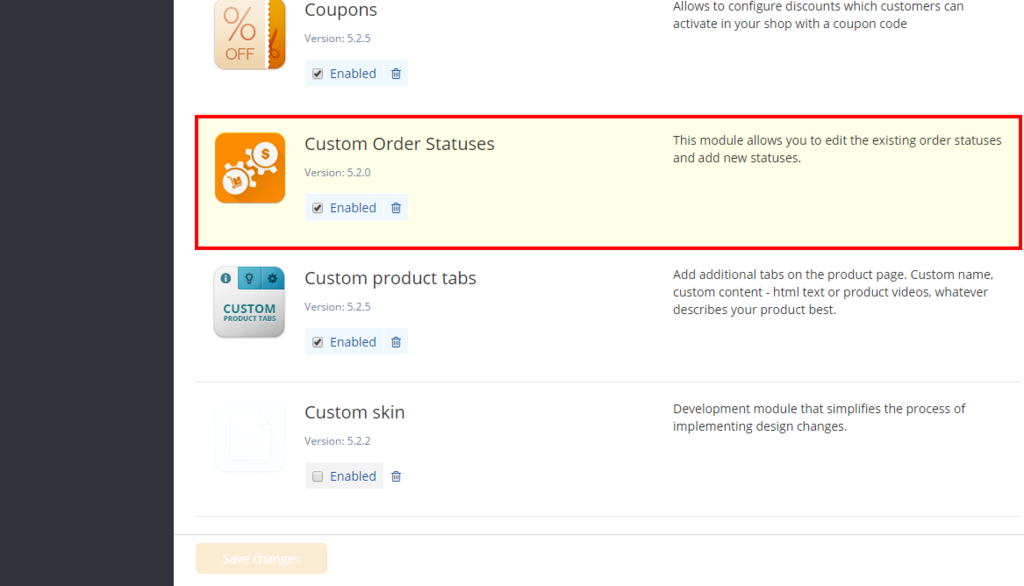 Coupons
Allows to configure discounts which customers can
activate in your shop with a coupon code
Version: 5.2.5
% OFF
Enabled
Custom Order Statuses
This module allows you to edit the existing order statuses
and add new statuses.
Version: 5.2.0
$
Enabled
Custom product tabs
Add additional tabs on the product page. Custom name,
custom content - html text or product videos, whatever
describes your product best.
Version: 5.2.5
CUSTOM
PRODUCT TABS
Enabled
Custom skin
Development module that simplifies the process of
implementing design changes.
Version: 5.2.2
Enabled
Save changes